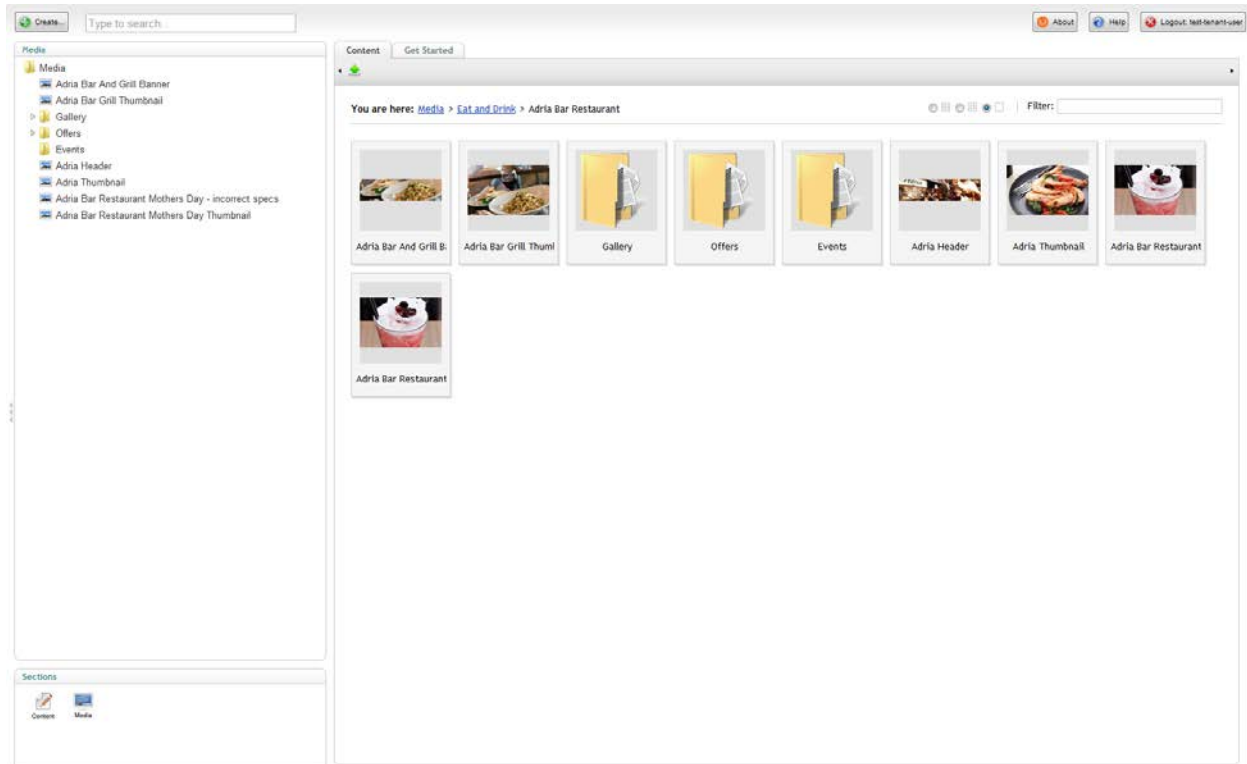 Create...
Type to search...
About
Help
Logout: test-tenant-user
Media
Media
Adria Bar And Grill Banner
Adria Bar Grill Thumbnail
Gallery
Offers
Events
Adria Header
Adria Thumbnail
Adria Bar Restaurant Mothers Day - incorrect specs
Adria Bar Restaurant Mothers Day Thumbnail
Content
Get Started
You are here: Media > Eat and Drink > Adria Bar Restaurant
Filter:
Adria Bar And Grill B
Adria Bar Grill Thuml
Gallery
Offers
Events
Adria Header
Adria Thumbnail
Adria Bar Restaurant
Adria Bar Restaurant
Sections
Content
Media